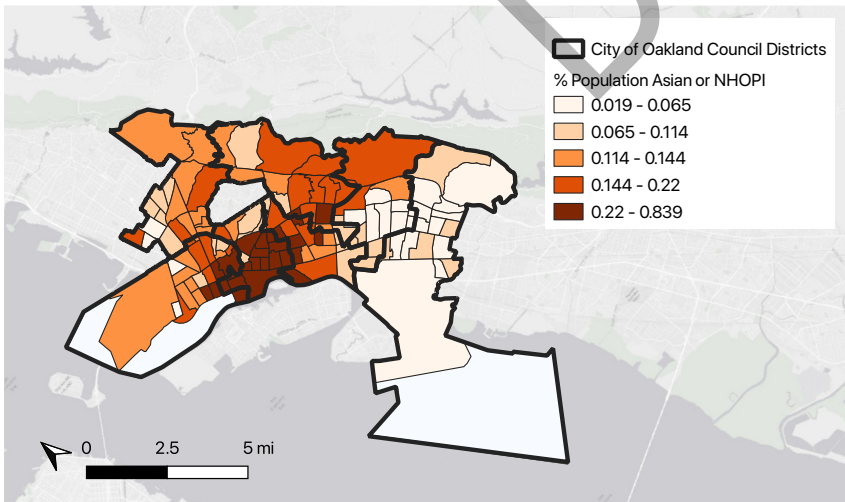 City of Oakland Council Districts
% Population Asian or NHOPI
0.019 - 0.065
0.065 - 0.114
0.114 - 0.144
0.144 - 0.22
0.22 - 0.839
0 2.5 5 mi